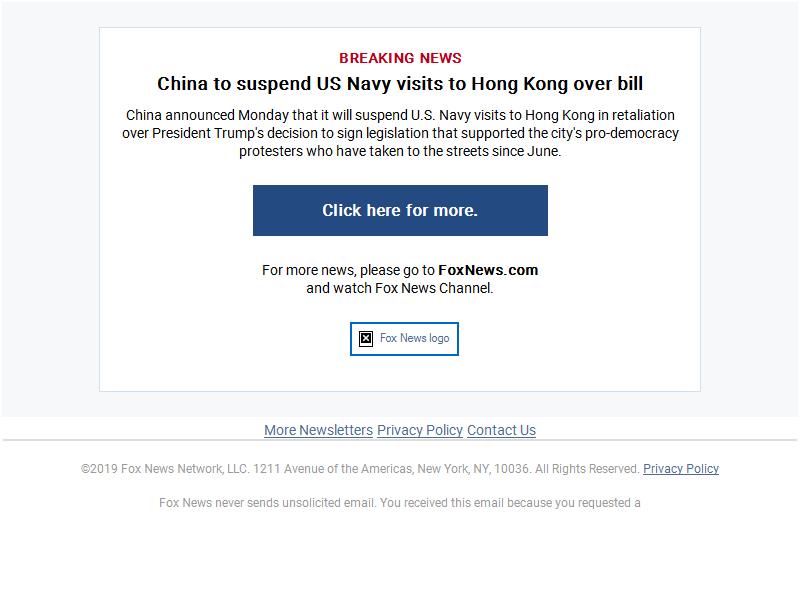 BREAKING NEWS
China to suspend US Navy visits to Hong Kong over bill
China announced Monday that it will suspend U.S. Navy visits to Hong Kong in retaliation
over President Trump's decision to sign legislation that supported the city's pro-democracy
protesters who have taken to the streets since June.
Click here for more.
For more news, please go to FoxNews.com
and watch Fox News Channel.
Fox News logo
More Newsletters Privacy Policy Contact Us
©2019 Fox News Network, LLC. 1211 Avenue of the Americas, New York, NY, 10036. All Rights Reserved. Privacy Policy
Fox News never sends unsolicited email. You received this email because you requested a